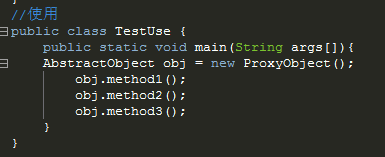 //使用
public class TestUse {
public static void main(String args[]){
AbstractObject obj = new ProxyObject();
obj.method1();
obj.method2();
obj.method3();
}
}